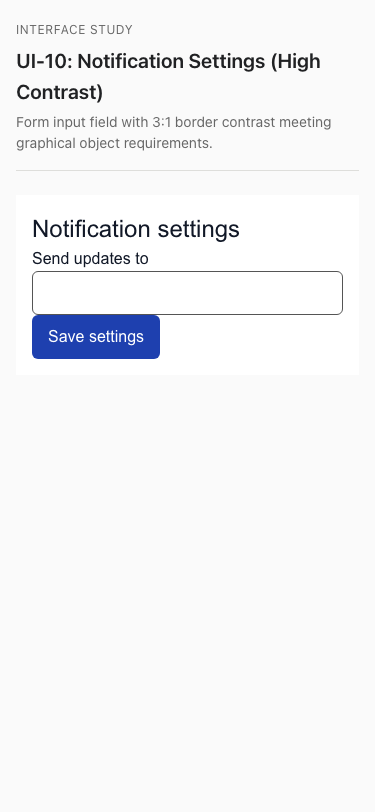 INTERFACE STUDY
UI-10: Notification Settings (High
Contrast)
Form input field with 3:1 border contrast meeting
graphical object requirements.
Notification settings
Send updates to
Save settings